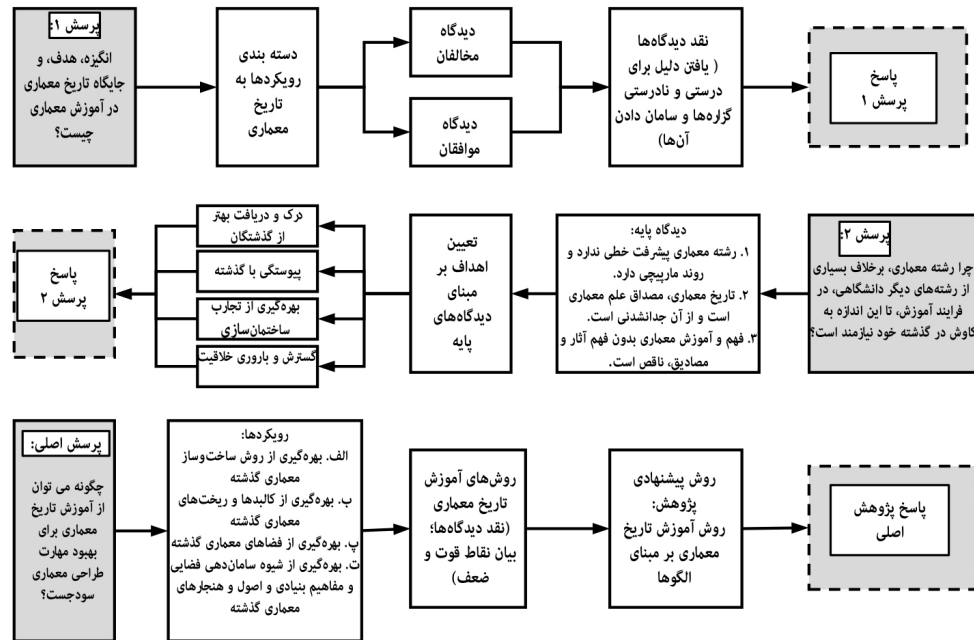 پرسش ۱:
انگیزه، هدف، و
جایگاه تاریخ معماری
در آموزش معماری
چیست؟
دسته بندی
رویکردها به
تاریخ
معماری
دیدگاه
مخالفان
دیدگاه
موافقان
نقد دیدگاه‌ها
( یافتن دلیل برای
درستی و نادرستی
گزاره‌ها و سامان دادن
آن‌ها)
پاسخ
پرسش ۱
پرسش ۲:
چرا رشته معماری، برخلاف بسیاری
از رشته‌های دیگر دانشگاهی، در
فرایند آموزش، تا این اندازه به
کاوش در گذشته خود نیازمند است؟
دیدگاه پایه:
۱. رشته معماری پیشرفت خطی ندارد و
روند مارپیچی دارد.
۲. تاریخ معماری، مصداق علم معماری
است و از آن جدانشدنی است.
۳. فهم و آموزش معماری بدون فهم آثار و
مصادیق، ناقص است.
تعیین
اهداف بر
مبنای
دیدگاه‌های
پایه
درک و دریافت بهتر
از گذشتگان
پیوستگی با گذشته
بهره‌گیری از تجارب
ساختمان‌سازی
گسترش و باروری خلاقیت
پاسخ
پرسش ۲
پرسش اصلی:
چگونه می توان
از آموزش تاریخ
معماری برای
بهبود مهارت
طراحی معماری
سودجست؟
رویکردها:
الف. بهره‌گیری از روش ساخت‌وساز
معماری گذشته
ب. بهره‌گیری از کالبدها و ریخت‌های
معماری گذشته
پ. بهره‌گیری از فضاهای معماری گذشته
ت. بهره‌گیری از شیوه سامان‌دهی فضایی
و مفاهیم بنیادی و اصول و هنجارهای
معماری گذشته
روش‌های آموزش
تاریخ معماری
(نقد دیدگاه‌ها؛
بیان نقاط قوت و
ضعف)
روش پیشنهادی
پژوهش:
روش آموزش تاریخ
معماری بر مبنای
الگوها
پاسخ پژوهش
اصلی